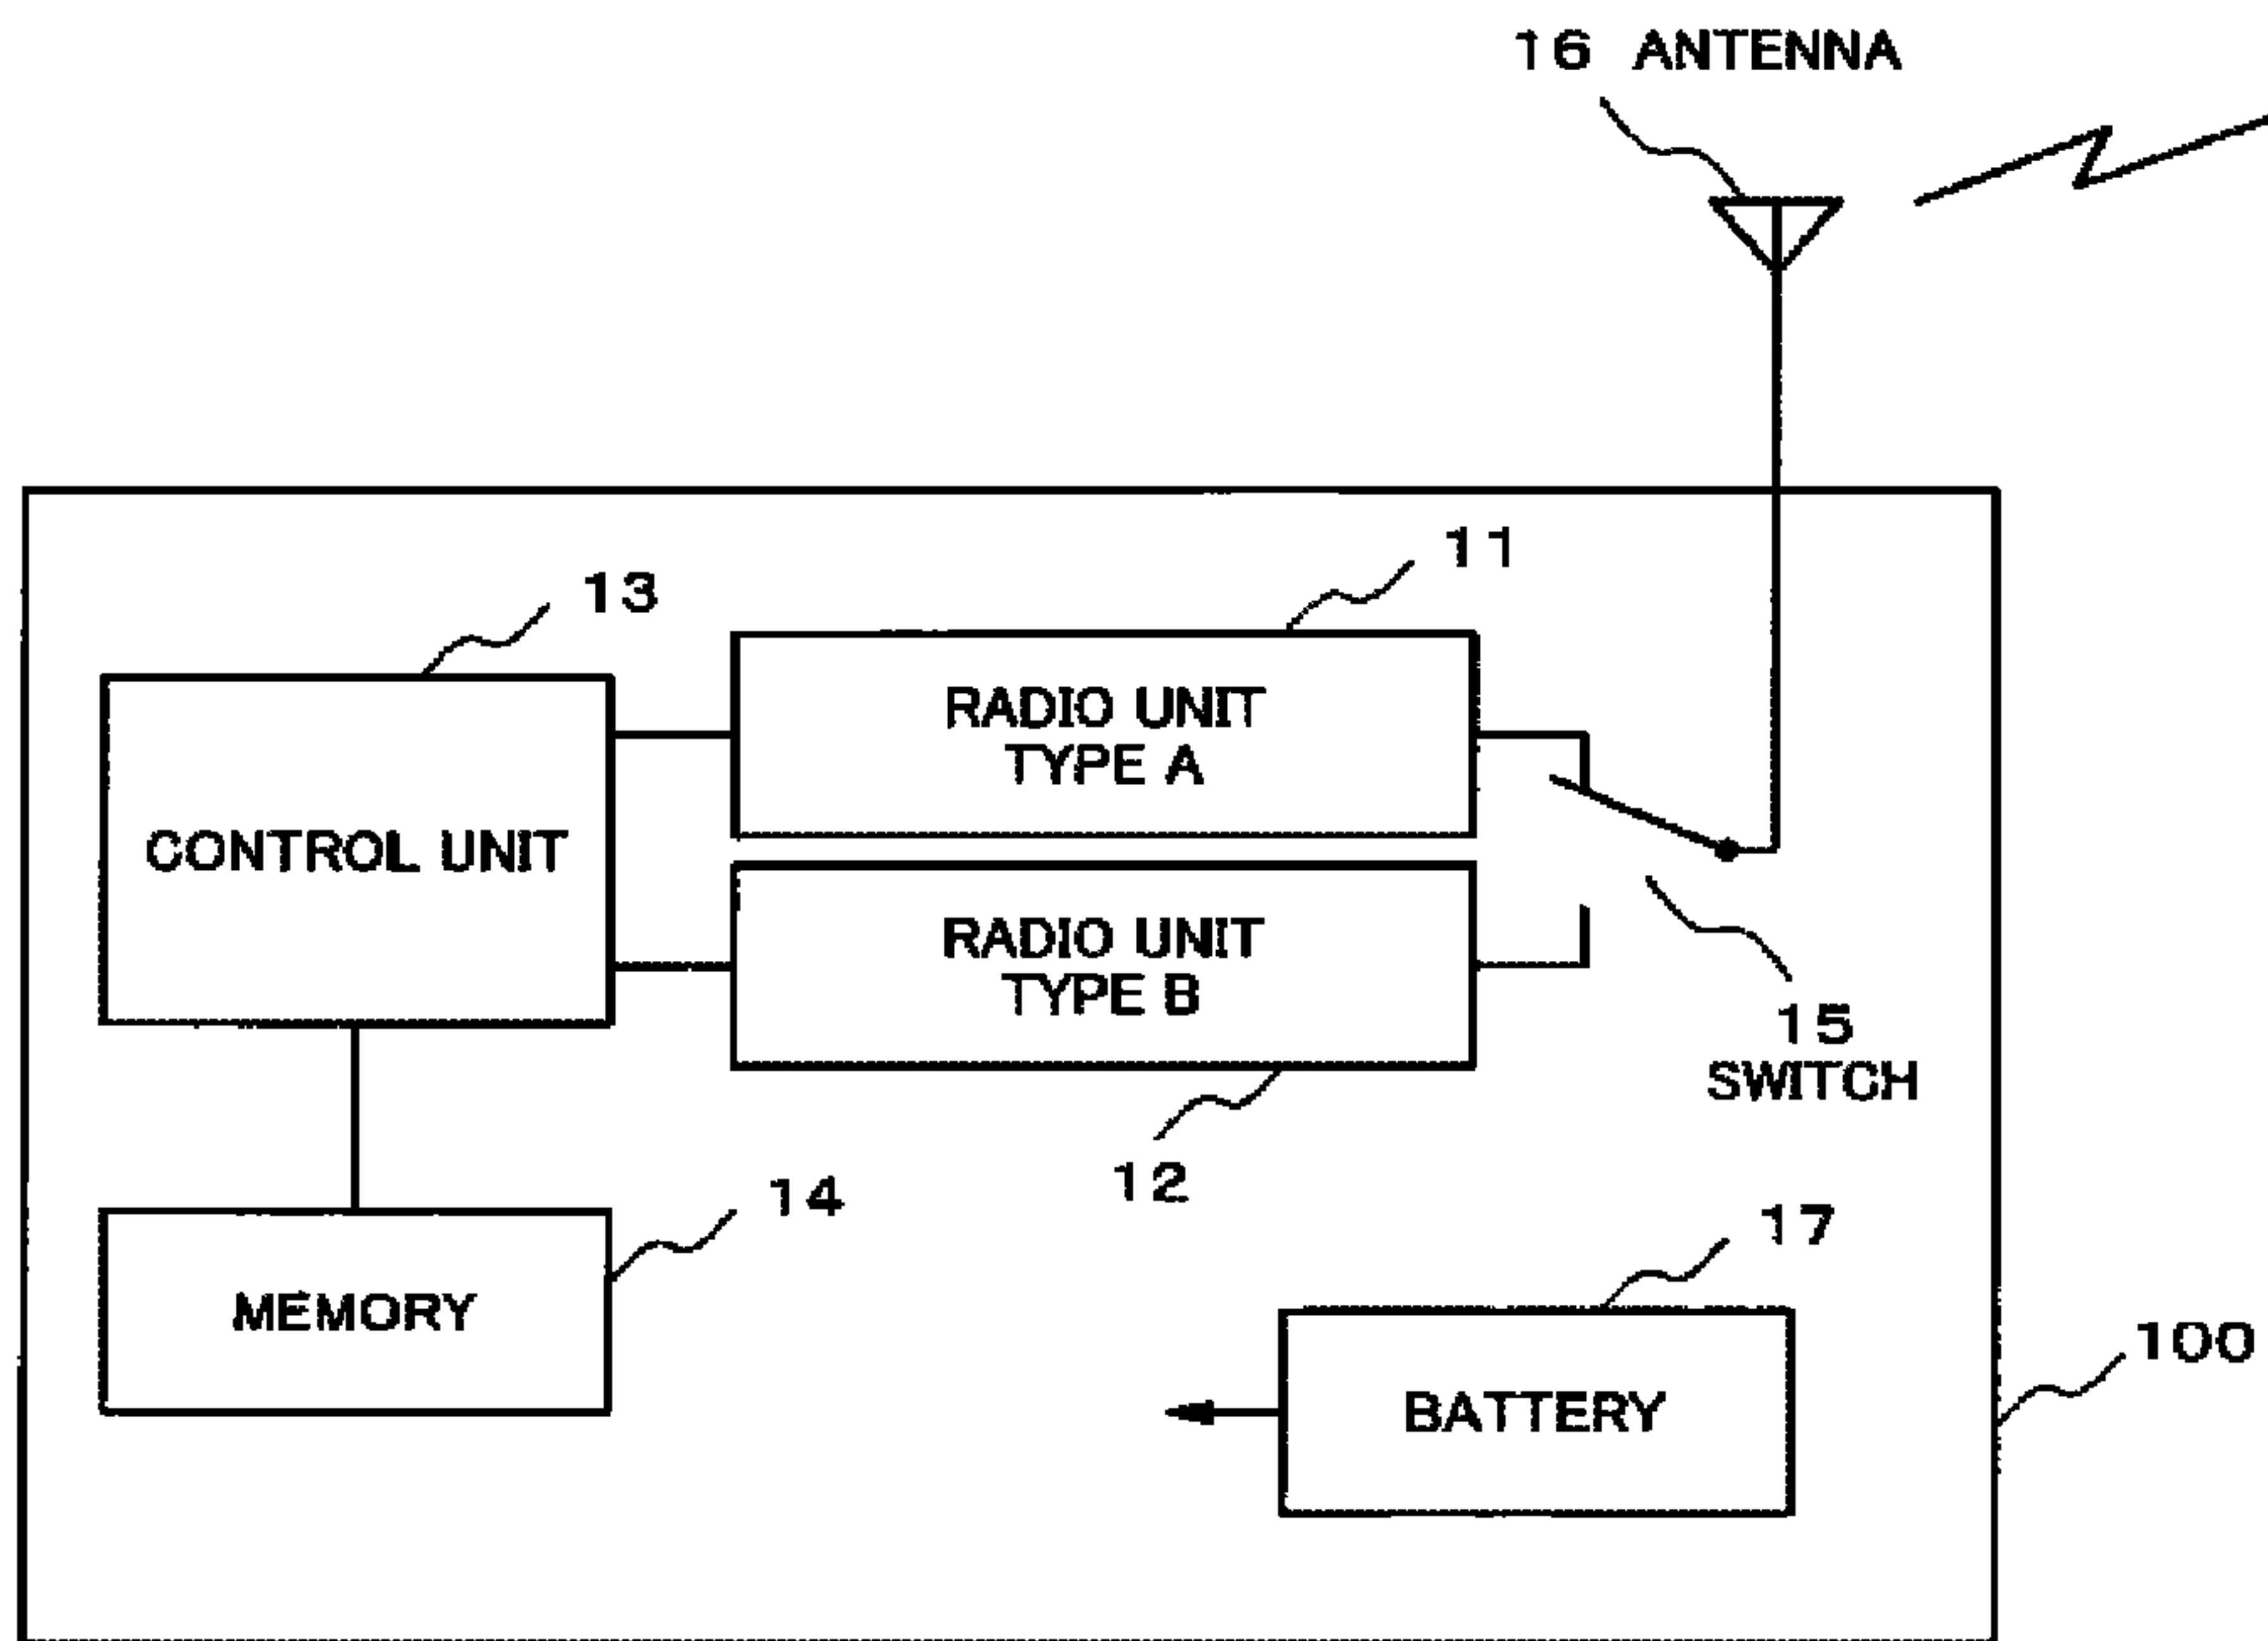 16 ANTENNA
11
13
RADIO UNIT
TYPE A
CONTROL UNIT
RADIO UNIT
TYPE B
15
SWITCH
12
14
17
MEMORY
100
BATTERY